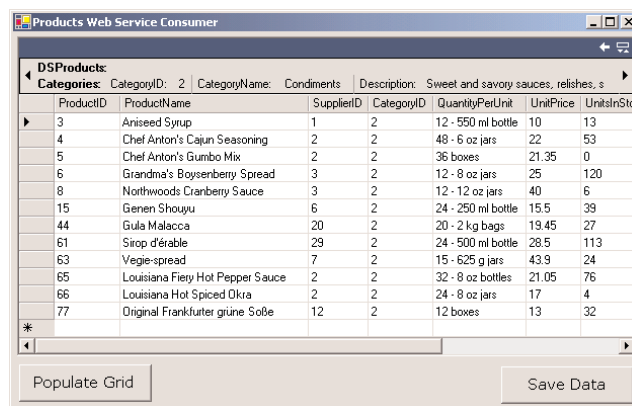 Products Web Service Consumer
DSProducts:
Categories: CategoryID: 2 CategoryName: Condiments Description: Sweet and savory sauces, relishes, s
ProductID ProductName SupplierID CategoryID QuantityPerUnit UnitPrice UnitsInSto
3 Aniseed Syrup 1 2 12 - 550 ml bottle 10 13
4 Chef Anton's Cajun Seasoning 2 2 48 - 6 oz jars 22 53
5 Chef Anton's Gumbo Mix 2 2 36 boxes 21.35 0
6 Grandma's Boysenberry Spread 3 2 12 - 8 oz jars 25 120
8 Northwoods Cranberry Sauce 3 2 12 - 12 oz jars 40 6
15 Genen Shouyu 6 2 24 - 250 ml bottle 15.5 39
44 Gula Malacca 20 2 20 - 2 kg bags 19.45 27
61 Sirop d'érable 29 2 24 - 500 ml bottle 28.5 113
63 Vegie-spread 7 2 15 - 625 g jars 43.9 24
65 Louisiana Fiery Hot Pepper Sauce 2 2 32 - 8 oz bottles 21.05 76
66 Louisiana Hot Spiced Okra 2 2 24 - 8 oz jars 17 4
77 Original Frankfurter grüne Soße 12 2 12 boxes 13 32
Populate Grid
Save Data